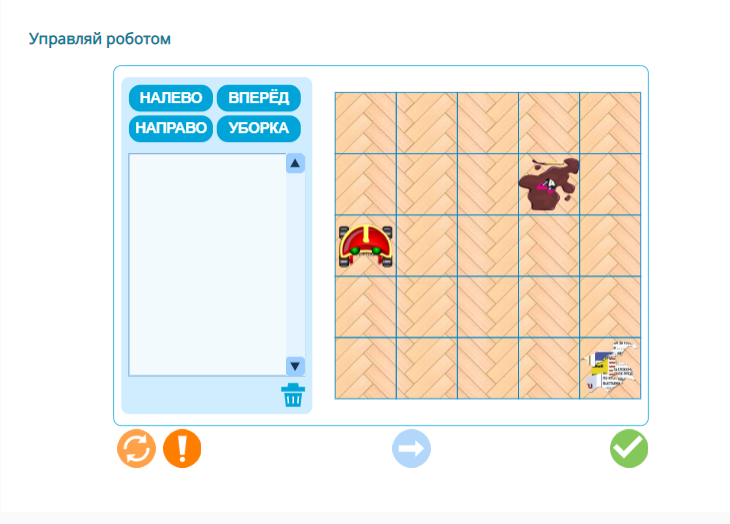 Управляй роботом
НАЛЕВО ВПЕРЁД
НАПРАВО УБОРКА